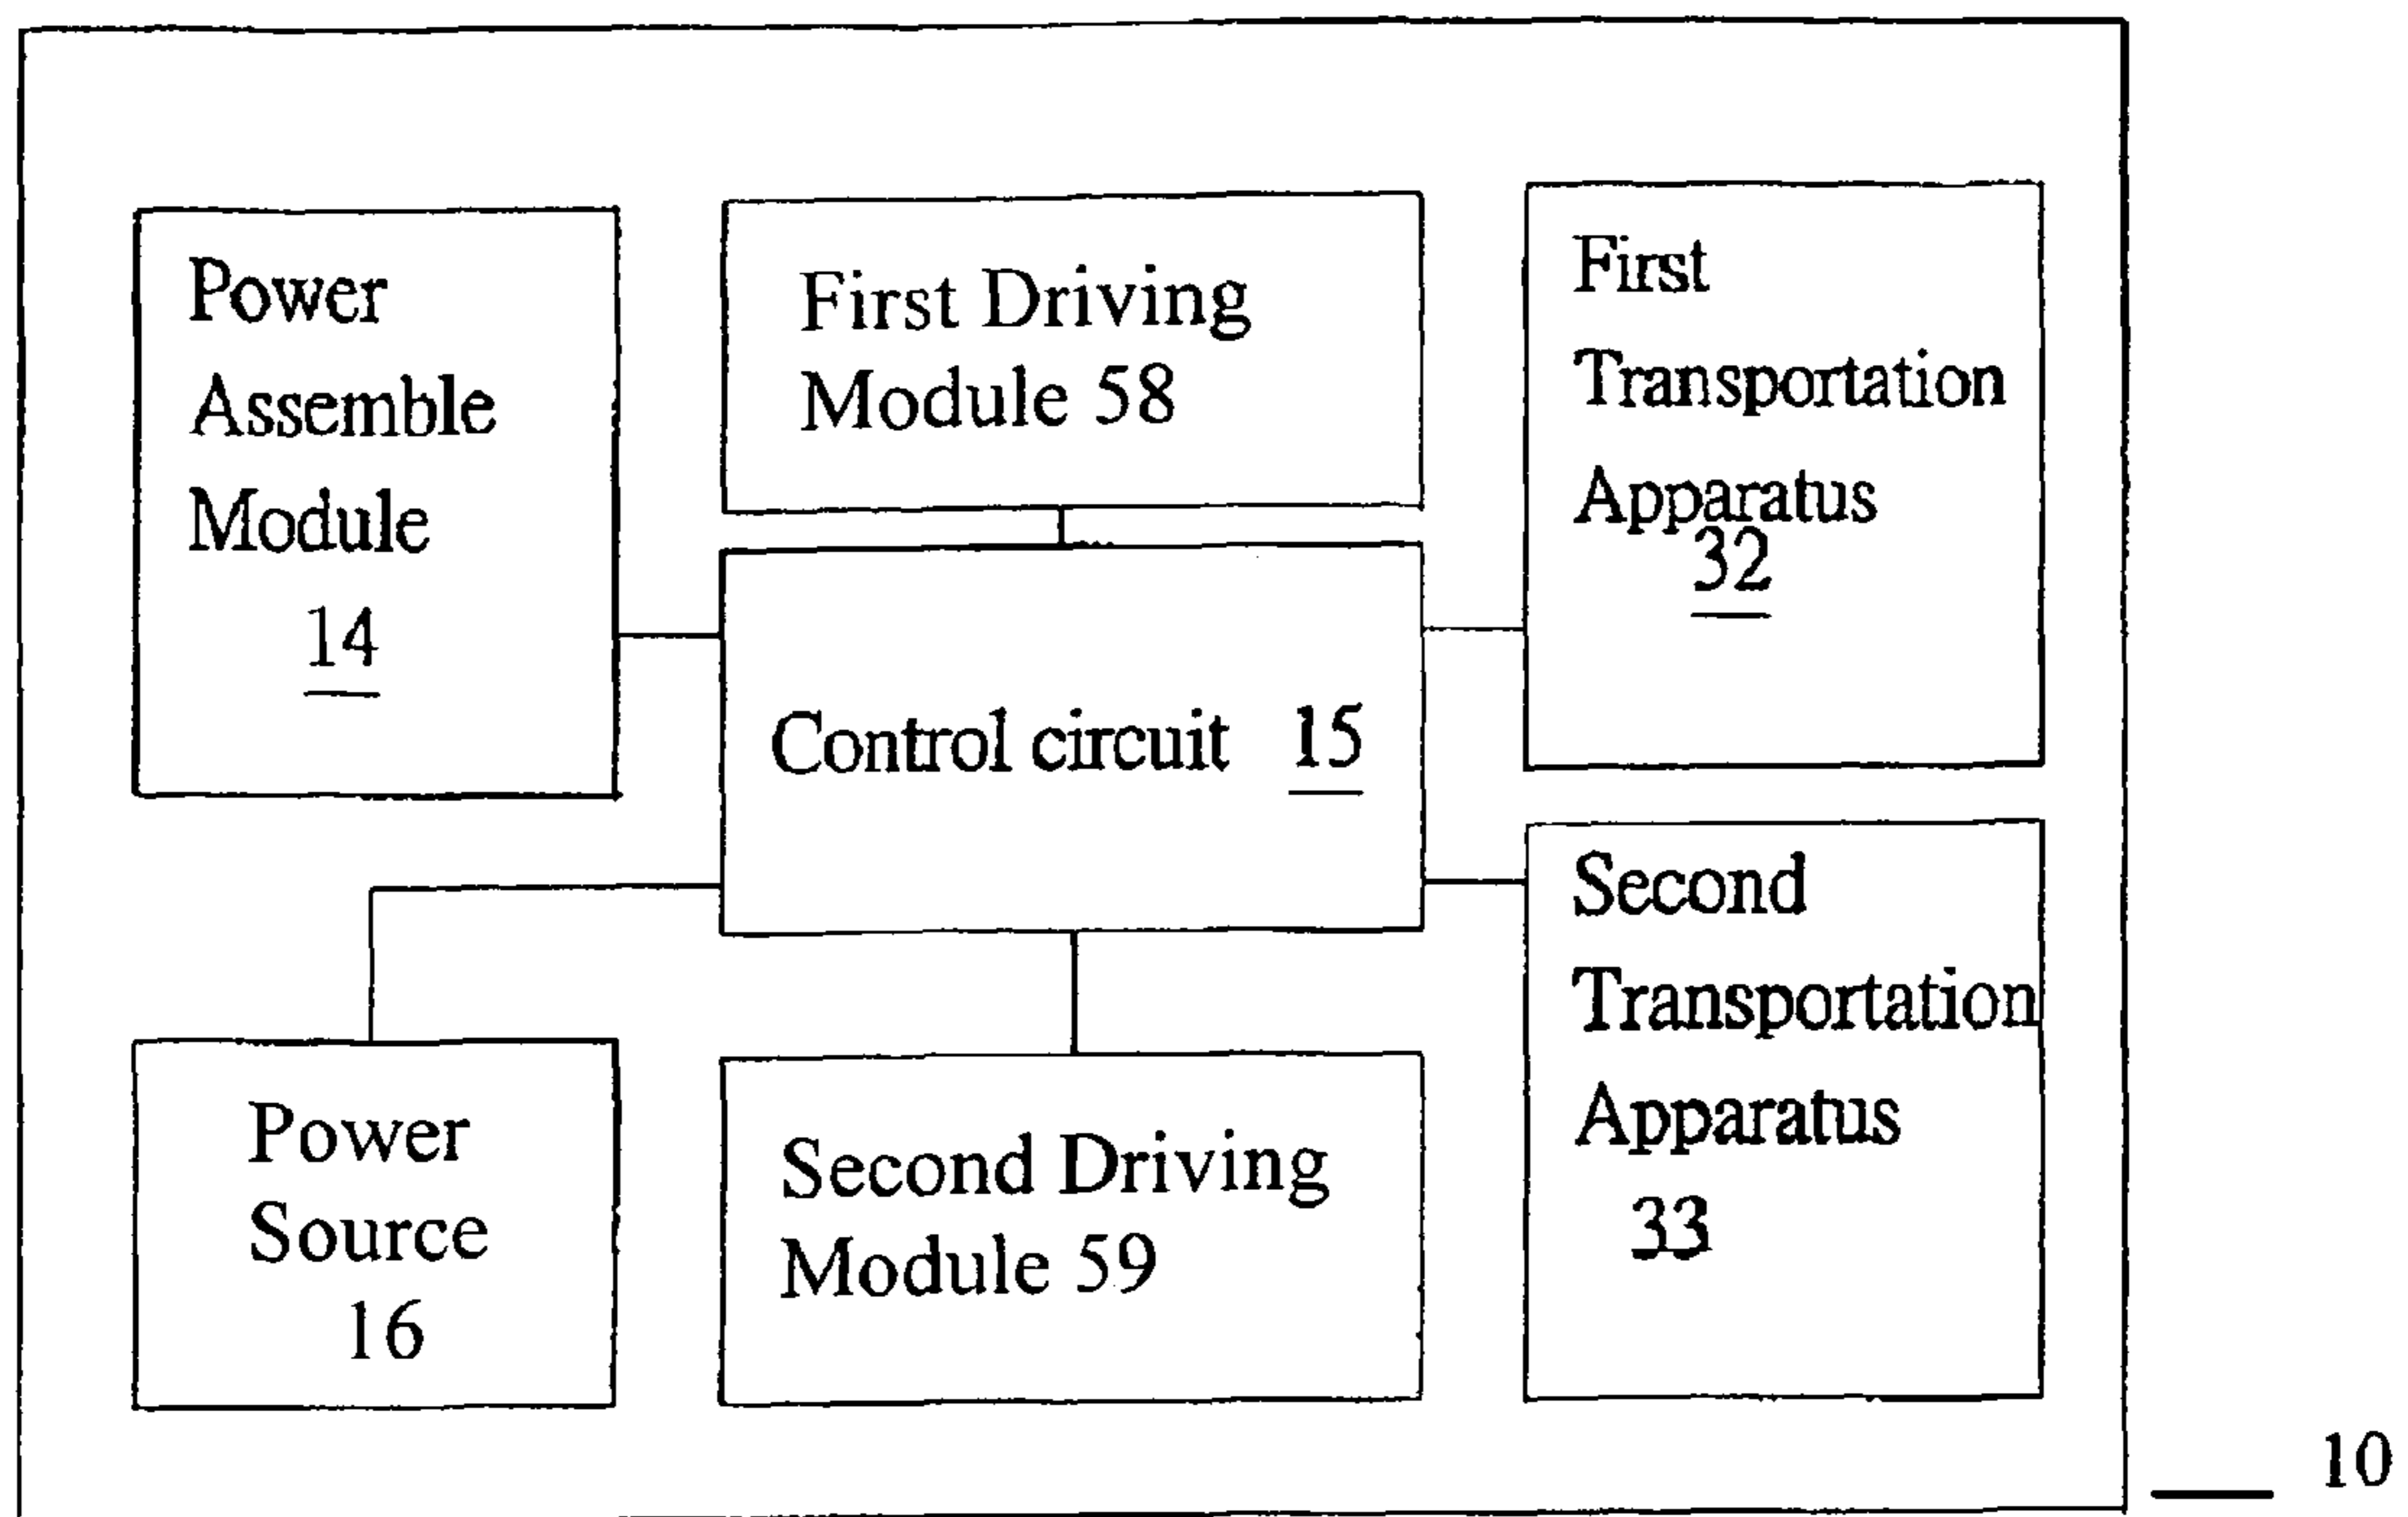 Power
Assemble
Module
14
First Driving
Module 58
First
Transportation
Apparatus
32
Control circuit 15
Power
Source
16
Second Driving
Module 59
Second
Transportation
Apparatus
33
10